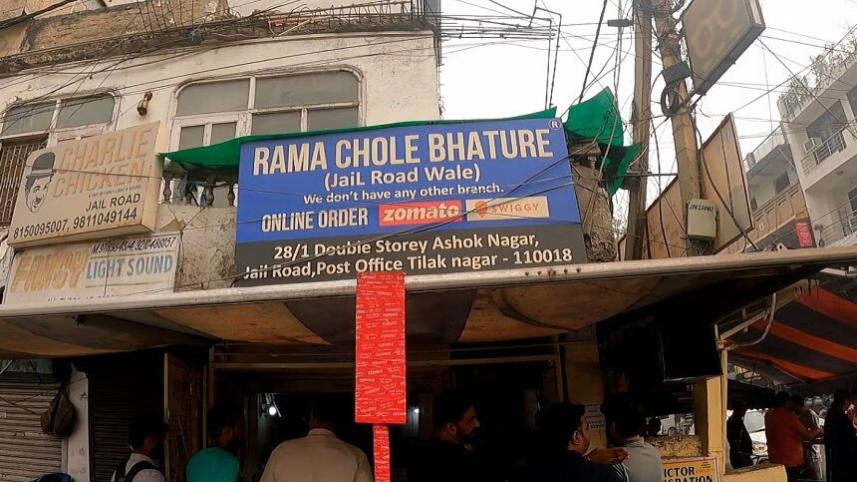 RAMA CHOLE BHATURE®
(JaiL Road Wale)
We don't have any other branch.
ONLINE ORDER zomato SWIGGY
28/1 Double Storey Ashok Nagar,
Jail Road,Post Office Tilak nagar - 110018
CHARLIE
CHICKEN
JAIL ROAD
8150095007, 9811049144
FANCY LIGHT SOUND